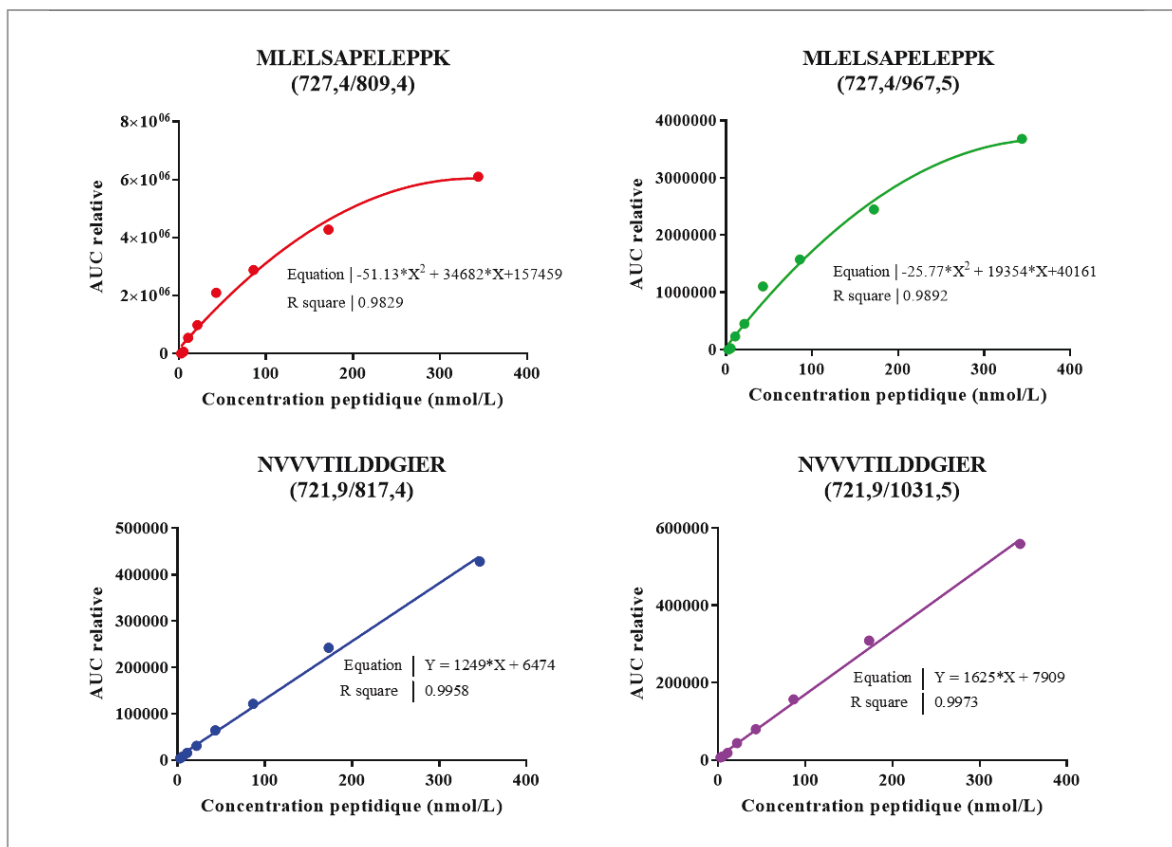 MLELSAPELEPPK
(727,4/809,4)
8×10⁰⁶
6×10⁰⁶
4×10⁰⁶
2×10⁰⁶
0
AUC relative
Equation | -51.13*X² + 34682*X+157459
R square | 0.9829
0 100 200 300 400
Concentration peptidique (nmol/L)
MLELSAPELEPPK
(727,4/967,5)
4000000
3000000
2000000
1000000
0
AUC relative
Equation | -25.77*X² + 19354*X+40161
R square | 0.9892
0 100 200 300 400
Concentration peptidique (nmol/L)
NVVVTILDDGIER
(721,9/817,4)
500000
400000
300000
200000
100000
0
AUC relative
Equation | Y = 1249*X + 6474
R square | 0.9958
0 100 200 300 400
Concentration peptidique (nmol/L)
NVVVTILDDGIER
(721,9/1031,5)
600000
400000
200000
0
AUC relative
Equation | Y = 1625*X + 7909
R square | 0.9973
0 100 200 300 400
Concentration peptidique (nmol/L)